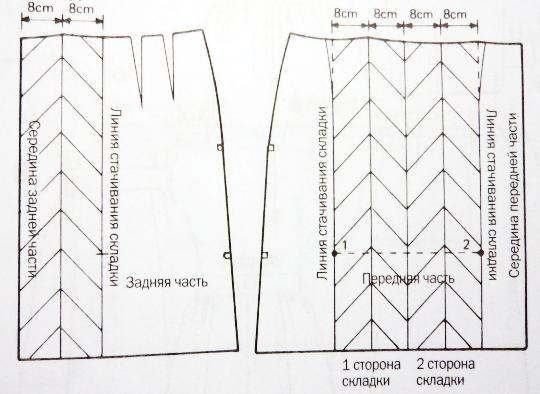 8cm 8cm
8cm 8cm 8cm 8cm
Середина задней части
Линия стачивания складки
Задняя часть
Линия стачивания складки
1 2
Передняя часть
Линия стачивания складки
Середина передней части
1 сторона
складки
2 сторона
складки